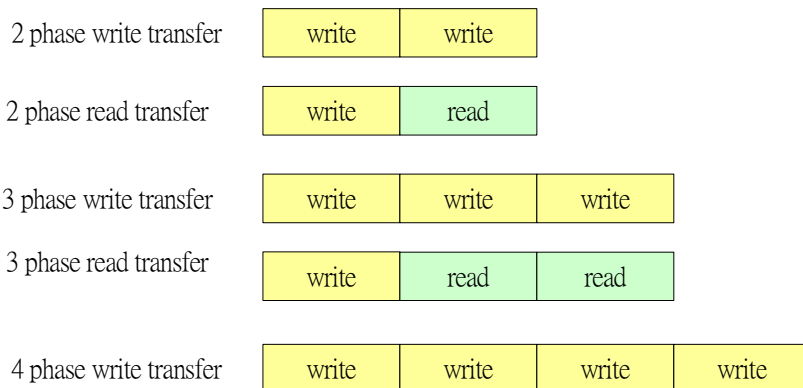 2 phase write transfer write write
2 phase read transfer write read
3 phase write transfer write write write
3 phase read transfer write read read
4 phase write transfer write write write write